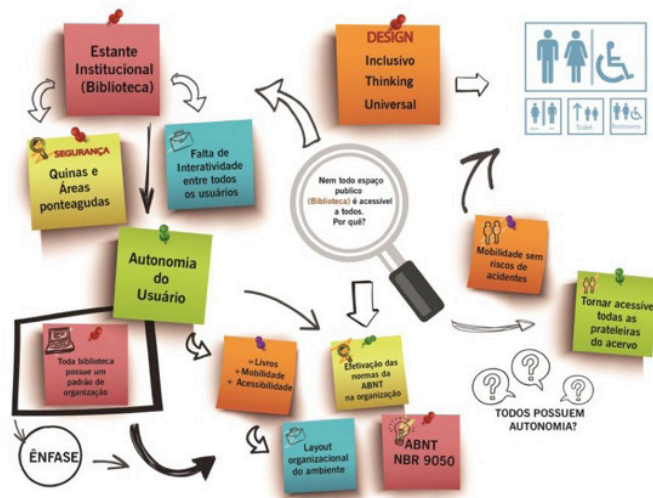 Estante
Institucional
(Biblioteca)
DESIGN
Inclusivo
Thinking
Universal
SEGURANÇA
Quinas e
Áreas
ponteagudas
Falta de
Interatividade
entre todos
os usuários
Nem todo espaço
publico
(Biblioteca) é acessível
a todos.
Por quê?
Toilet
Restrooms
Autonomia
do
Usuário
Mobilidade sem
riscos de
acidentes
Tornar acessível
todas as
prateleiras
do acervo
Toda biblioteca
possue um
padrão de
organização
=Livros
+Mobilidade
+ Acessibilidade
Efetivação das
normas da
ABNT
na organização
?
?
?
TODOS POSSUEM
AUTONOMIA?
ÊNFASE
Layout
organizacional
do ambiente
ABNT
NBR 9050